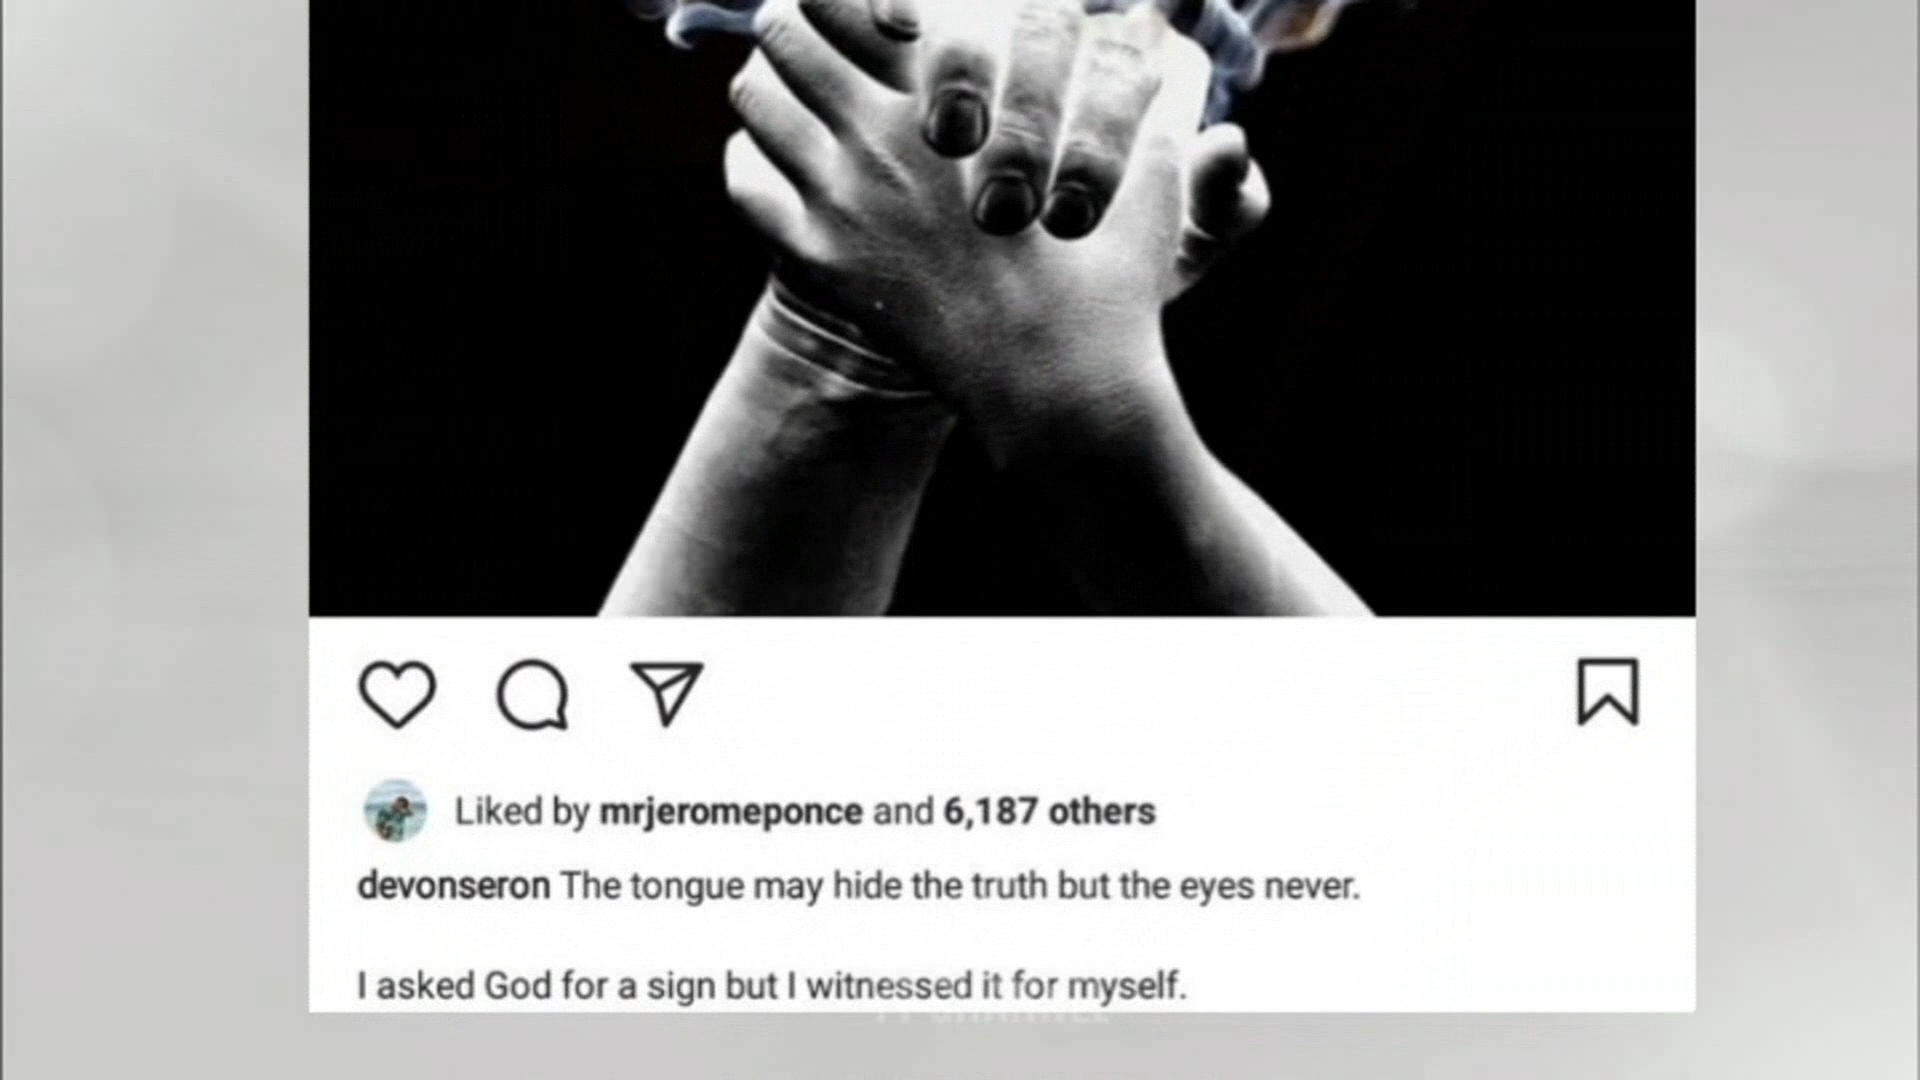 Liked by mrjeromeponce and 6,187 others
devonseron The tongue may hide the truth but the eyes never.
I asked God for a sign but I witnessed it for myself.